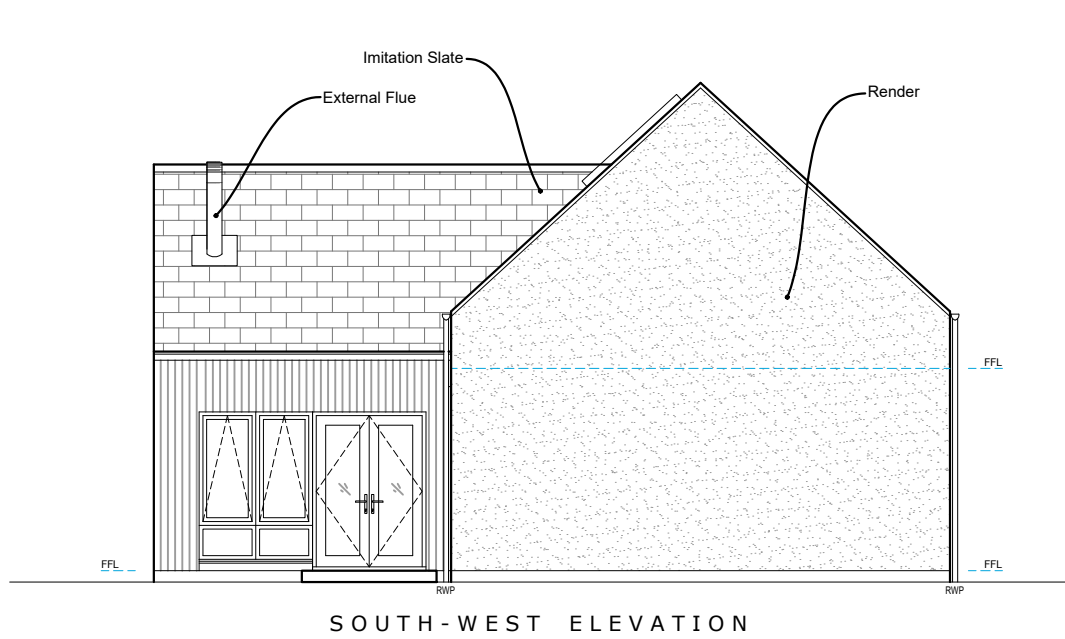 Imitation Slate
External Flue
Render
FFL
FFL
FFL
RWP
RWP
SOUTH-WEST ELEVATION